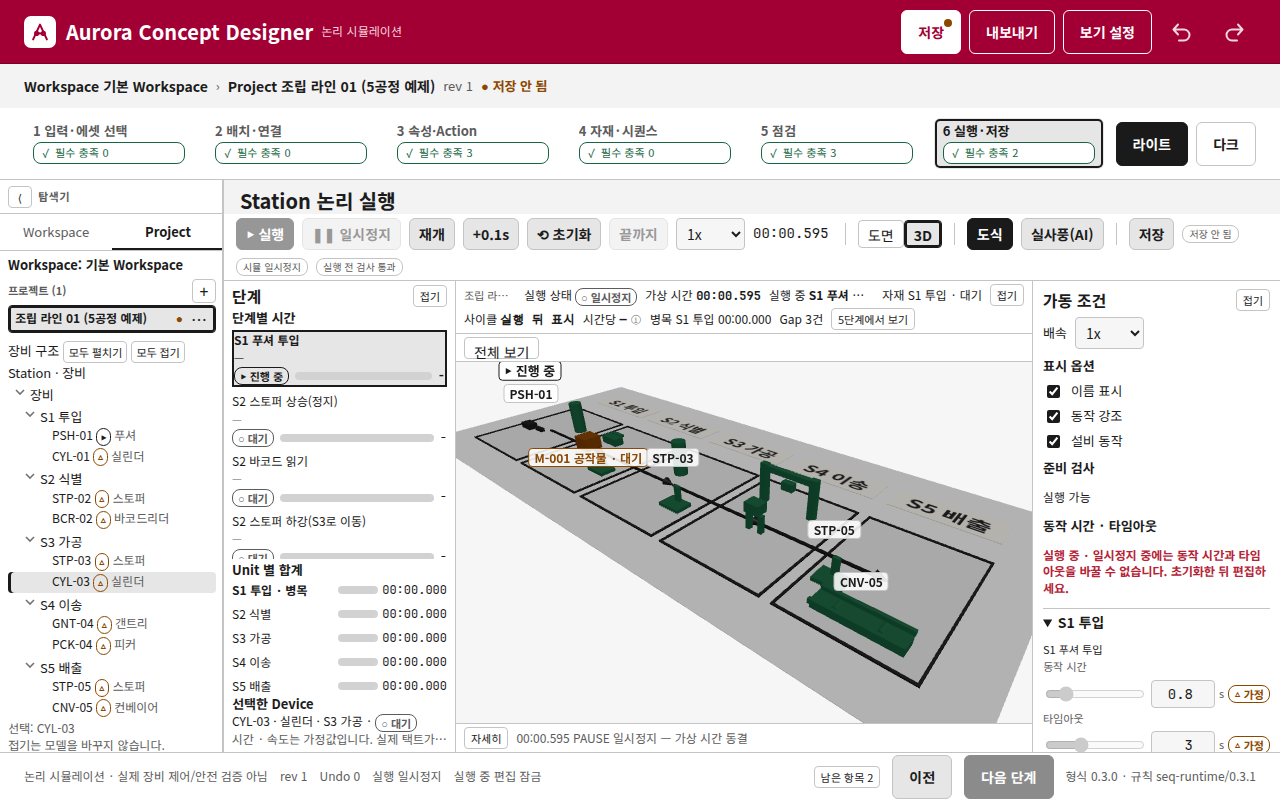 Aurora Concept Designer 논리 시뮬레이션 저장 내보내기 보기 설정
Workspace 기본 Workspace › Project 조립 라인 01 (5공정 예제) rev 1 ● 저장 안 됨
1 입력·에셋 선택
✓ 필수 충족 0
2 배치·연결
✓ 필수 충족 0
3 속성·Action
✓ 필수 충족 3
4 자재·시퀀스
✓ 필수 충족 0
5 점검
✓ 필수 충족 3
6 실행·저장
✓ 필수 충족 2
라이트 다크
⟨ 탐색기
Workspace Project
Workspace: 기본 Workspace
프로젝트 (1) +
조립 라인 01 (5공정 예제) ● ···
장비 구조 모두 펼치기 모두 접기
Station · 장비
장비
S1 투입
PSH-01 ▸ 푸셔
CYL-01 ▵ 실린더
S2 식별
STP-02 ▵ 스토퍼
BCR-02 ▵ 바코드리더
S3 가공
STP-03 ▵ 스토퍼
CYL-03 ▵ 실린더
S4 이송
GNT-04 ▵ 갠트리
PCK-04 ▵ 피커
S5 배출
STP-05 ▵ 스토퍼
CNV-05 ▵ 컨베이어
선택: CYL-03
접기는 모델을 바꾸지 않습니다.
Station 논리 실행
▸ 실행 ❚❚ 일시정지 재개 +0.1s ⟲ 초기화 끝까지 1x 00:00.595 도면 3D 도식 실사풍(AI) 저장 저장 안 됨
시뮬 일시정지 실행 전 검사 통과
단계 접기
단계별 시간
S1 푸셔 투입
—
▸ 진행 중 -
S2 스토퍼 상승(정지)
—
○ 대기 -
S2 바코드 읽기
—
○ 대기 -
S2 스토퍼 하강(S3로 이동)
—
○ 대기 -
Unit 별 합계
S1 투입 · 병목 00:00.000
S2 식별 00:00.000
S3 가공 00:00.000
S4 이송 00:00.000
S5 배출 00:00.000
선택한 Device
CYL-03 · 실린더 · S3 가공 · ○ 대기
시간 · 속도는 가정값입니다. 실제 택트가···
조립 라··· 실행 상태 ○ 일시정지 가상 시간 00:00.595 실행 중 S1 푸셔 ··· 자재 S1 투입 · 대기 접기
사이클 실행 뒤 표시 시간당 — ⓘ 병목 S1 투입 00:00.000 Gap 3건 5단계에서 보기
전체 보기
▸ 진행 중
PSH-01
M-001 공작물 · 대기
STP-03
STP-05
CNV-05
S1 투입
S2 식별
S3 가공
S4 이송
S5 배출
자세히 00:00.595 PAUSE 일시정지 — 가상 시간 동결
가동 조건 접기
배속 1x
표시 옵션
이름 표시
동작 강조
설비 동작
준비 검사
실행 가능
동작 시간 · 타임아웃
실행 중 · 일시정지 중에는 동작 시간과 타임
아웃을 바꿀 수 없습니다. 초기화한 뒤 편집하
세요.
▼ S1 투입
S1 푸셔 투입
동작 시간
0.8 s ▵ 가정
타임아웃
3 s ▵ 가정
논리 시뮬레이션 · 실제 장비 제어/안전 검증 아님 rev 1 Undo 0 실행 일시정지 실행 중 편집 잠금 남은 항목 2 이전 다음 단계 형식 0.3.0 · 규칙 seq-runtime/0.3.1